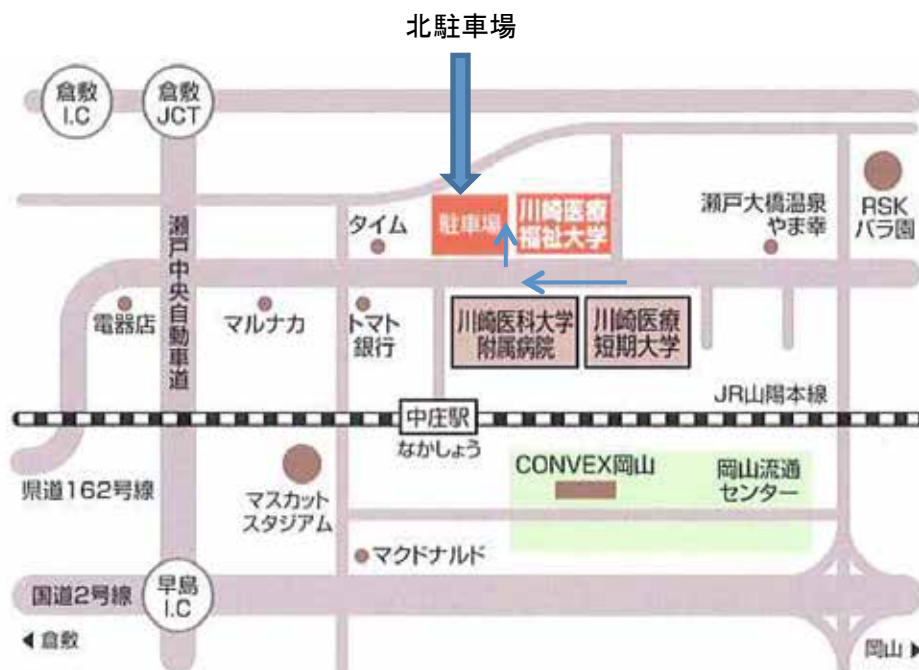 北駐車場
倉敷
I.C
倉敷
JCT
瀬戸中央自動車道
タイム
駐車場
川崎医療
福祉大学
瀬戸大橋温泉
やま幸
RSK
バラ園
電器店
マルナカ
トマト
銀行
川崎医科大学
附属病院
川崎医療
短期大学
JR山陽本線
中庄駅
なかしょう
県道162号線
マスカット
スタジアム
CONVEX岡山
岡山流通
センター
マクドナルド
国道2号線
早島
I.C
◀倉敷
岡山▶